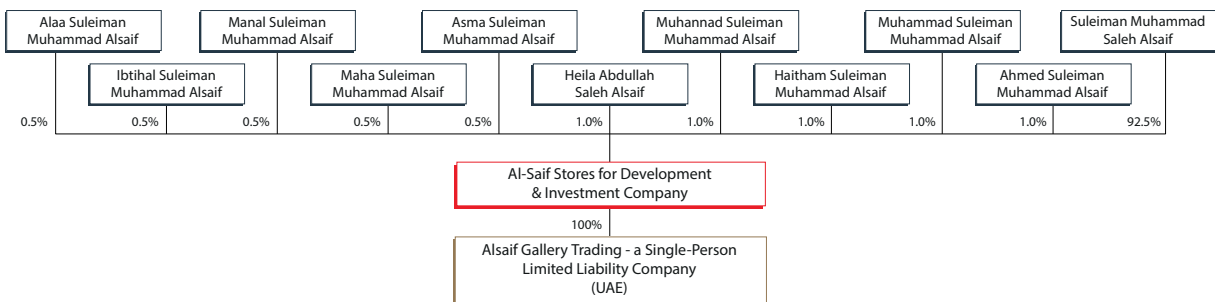 Alaa Suleiman
Muhammad Alsaif
Manal Suleiman
Muhammad Alsaif
Asma Suleiman
Muhammad Alsaif
Muhannad Suleiman
Muhammad Alsaif
Muhammad Suleiman
Muhammad Alsaif
Suleiman Muhammad
Saleh Alsaif
Ibtihal Suleiman
Muhammad Alsaif
Maha Suleiman
Muhammad Alsaif
Heila Abdullah
Saleh Alsaif
Haitham Suleiman
Muhammad Alsaif
Ahmed Suleiman
Muhammad Alsaif
0.5%
0.5%
0.5%
0.5%
0.5%
1.0%
1.0%
1.0%
1.0%
1.0%
92.5%
Al-Saif Stores for Development
& Investment Company
100%
Alsaif Gallery Trading - a Single-Person
Limited Liability Company
(UAE)